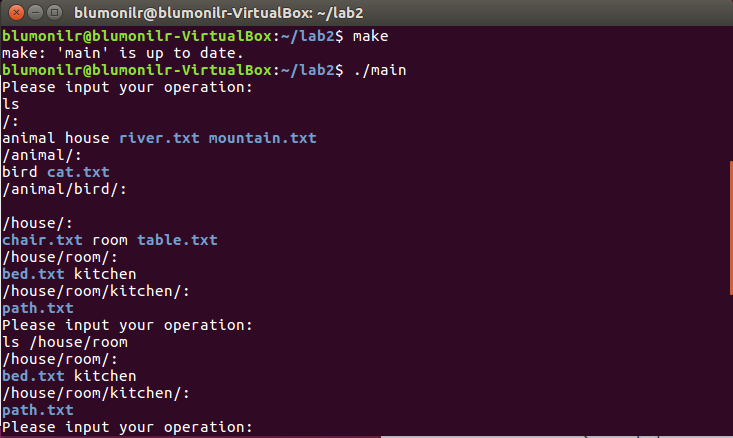 blumonilr@blumonilr-VirtualBox: ~/lab2
blumonilr@blumonilr-VirtualBox:~/lab2$ make
make: 'main' is up to date.
blumonilr@blumonilr-VirtualBox:~/lab2$ ./main
Please input your operation:
ls
/:
animal house river.txt mountain.txt
/animal/:
bird cat.txt
/animal/bird/:
/house/:
chair.txt room table.txt
/house/room/:
bed.txt kitchen
/house/room/kitchen/:
path.txt
Please input your operation:
ls /house/room
/house/room/:
bed.txt kitchen
/house/room/kitchen/:
path.txt
Please input your operation: